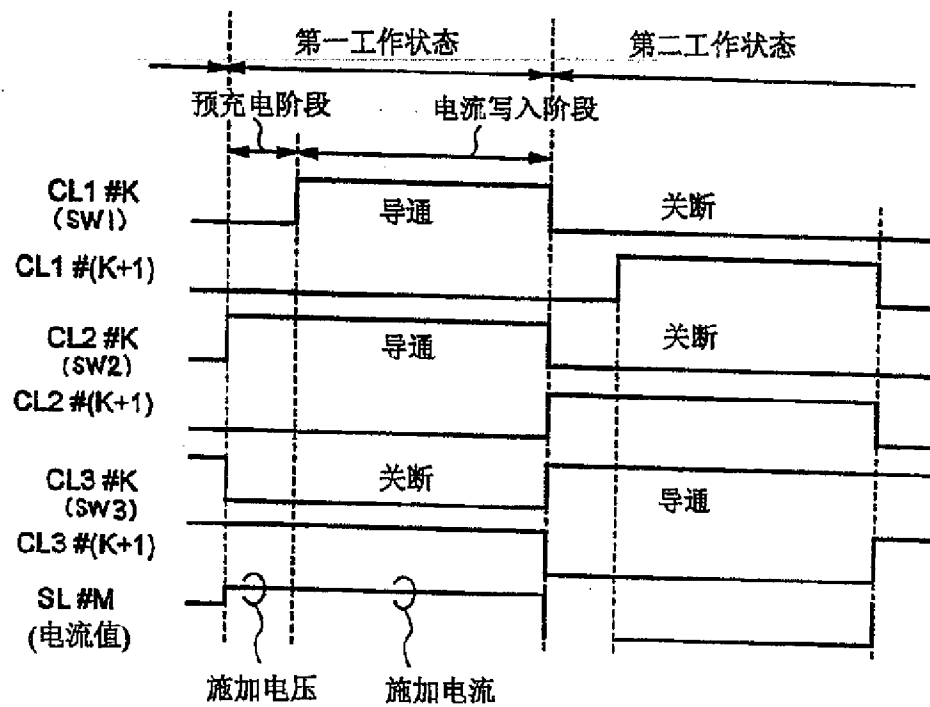 第一工作状态
第二工作状态
预充电阶段
电流写入阶段
CL1 #K
(SW1)
导通
关断
CL1 #(K+1)
CL2 #K
(SW2)
导通
关断
CL2 #(K+1)
CL3 #K
(SW3)
关断
导通
CL3 #(K+1)
SL #M
(电流值)
施加电压
施加电流